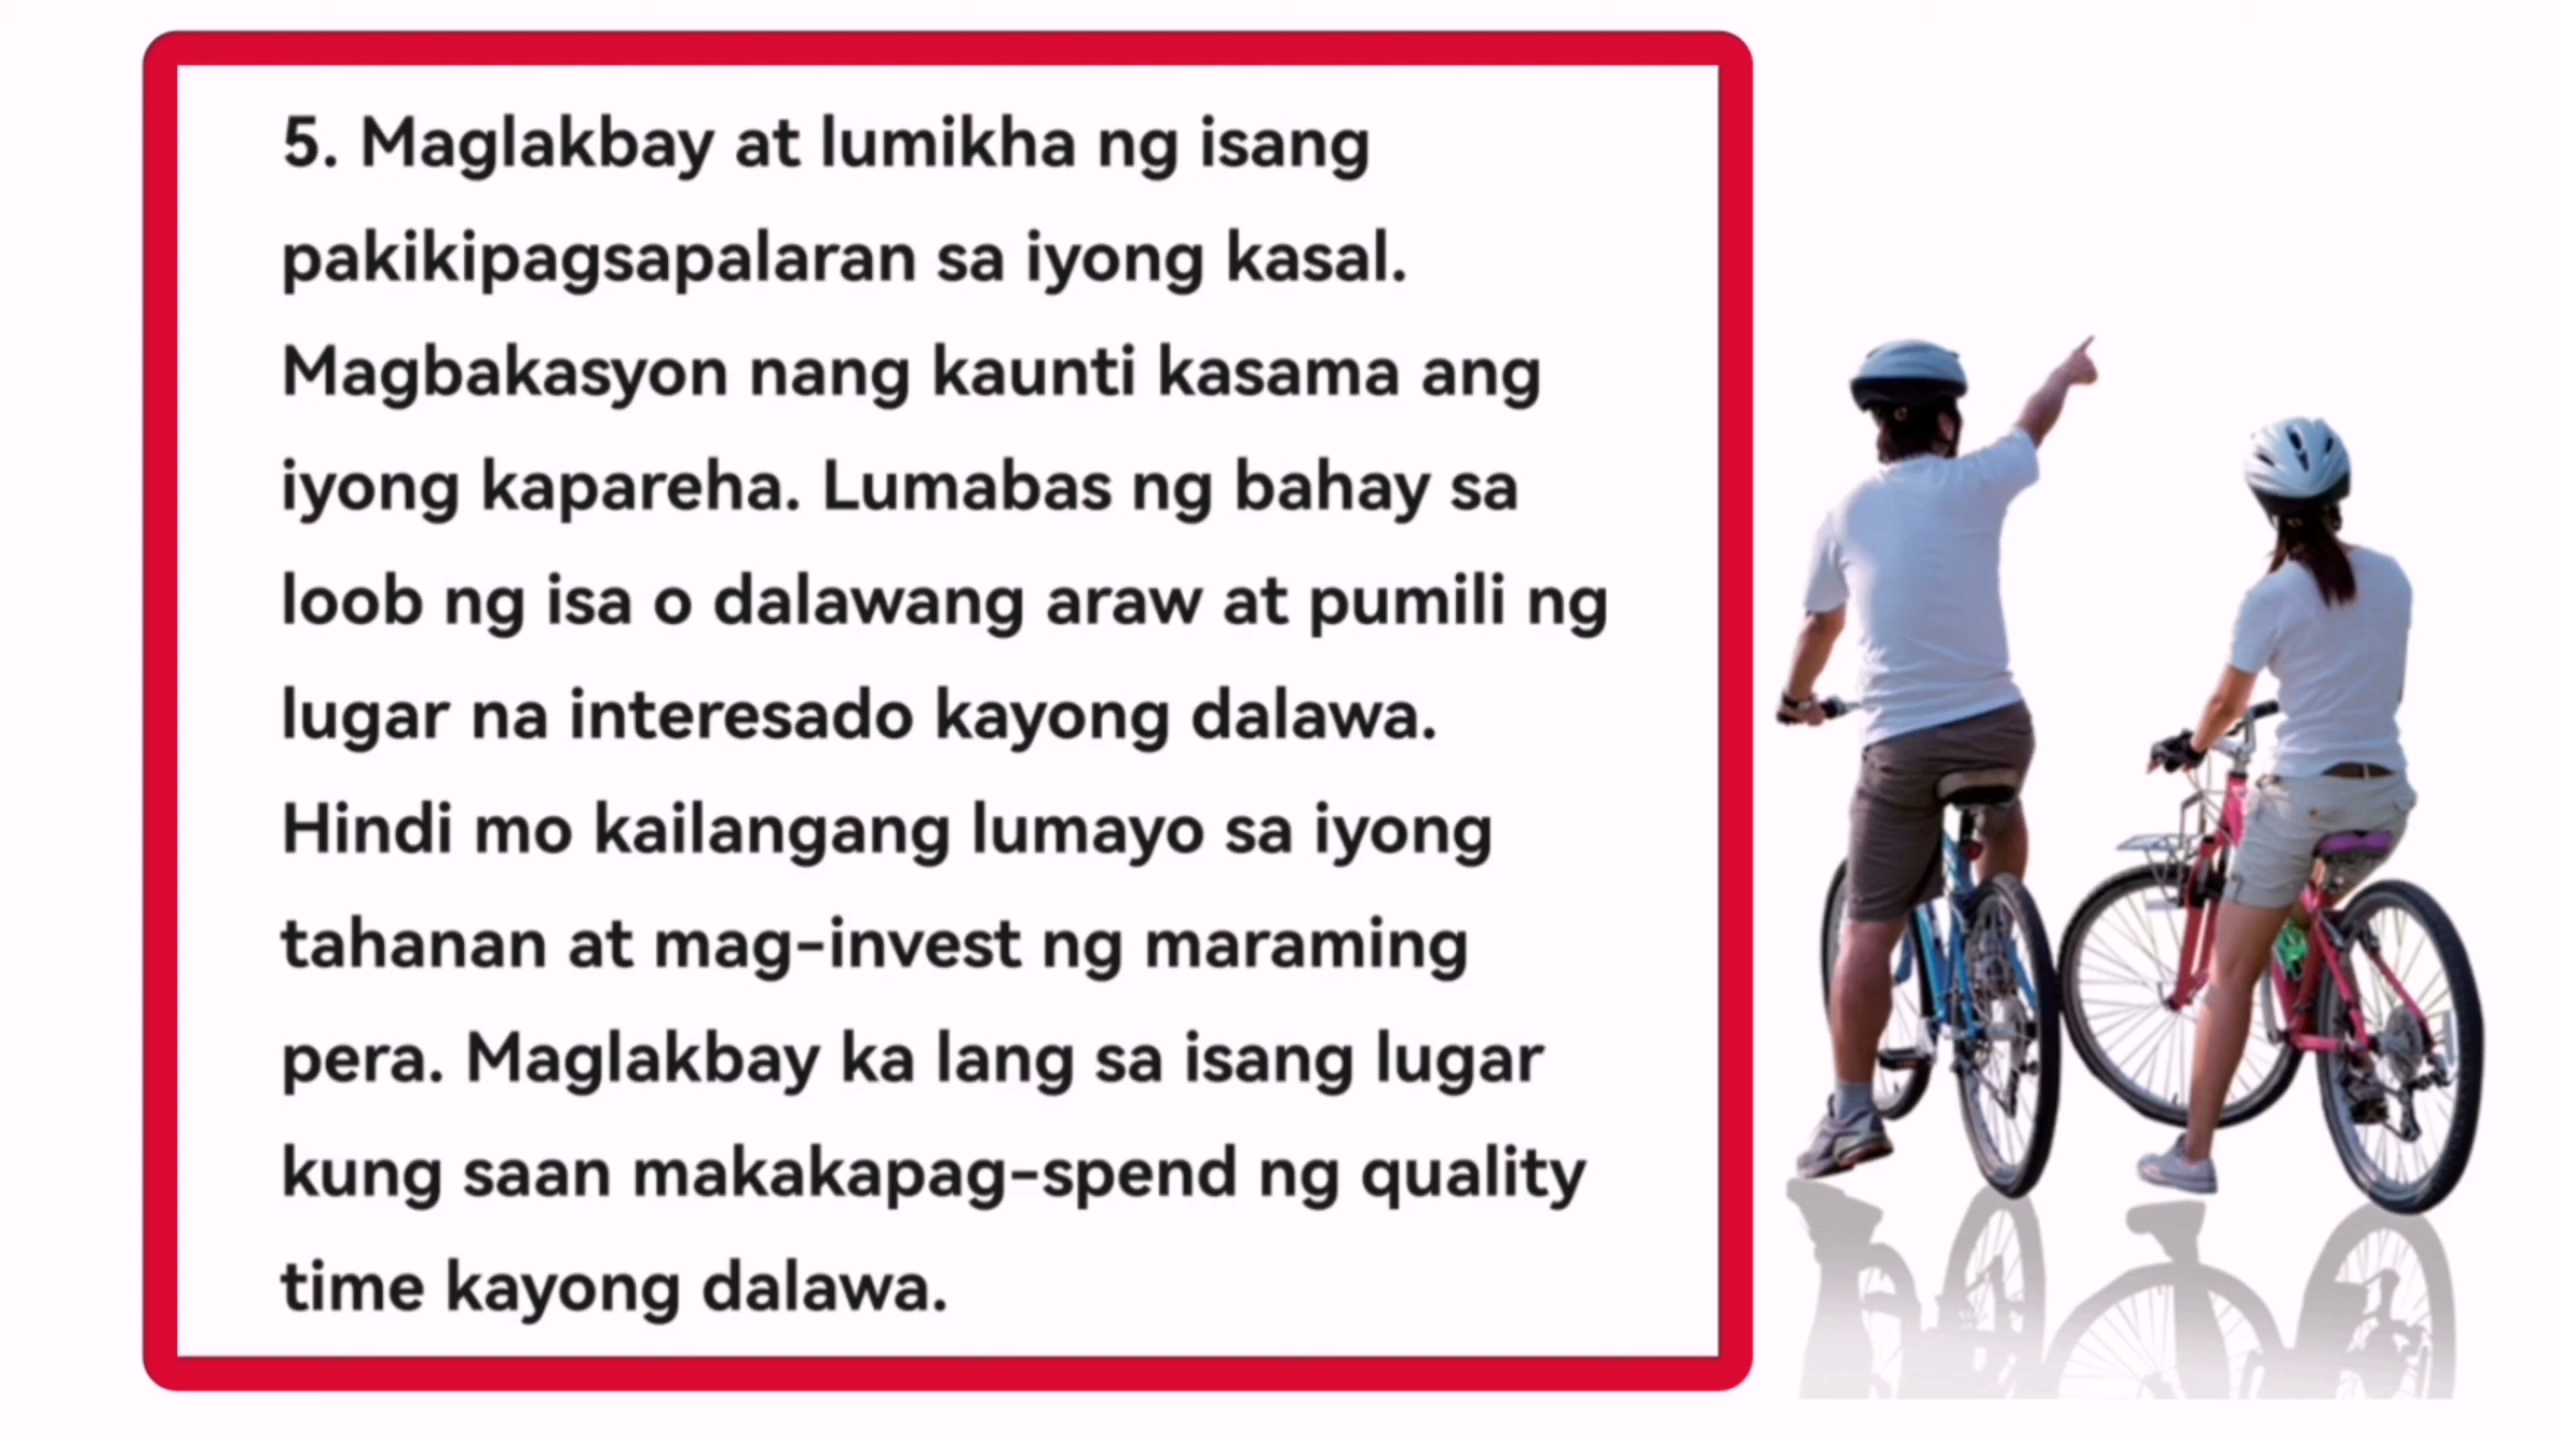 5. Maglakbay at lumikha ng isang
pakikipagsapalaran sa iyong kasal.
Magbakasyon nang kaunti kasama ang
iyong kapareha. Lumabas ng bahay sa
loob ng isa o dalawang araw at pumili ng
lugar na interesado kayong dalawa.
Hindi mo kailangang lumayo sa iyong
tahanan at mag-invest ng maraming
pera. Maglakbay ka lang sa isang lugar
kung saan makakapag-spend ng quality
time kayong dalawa.